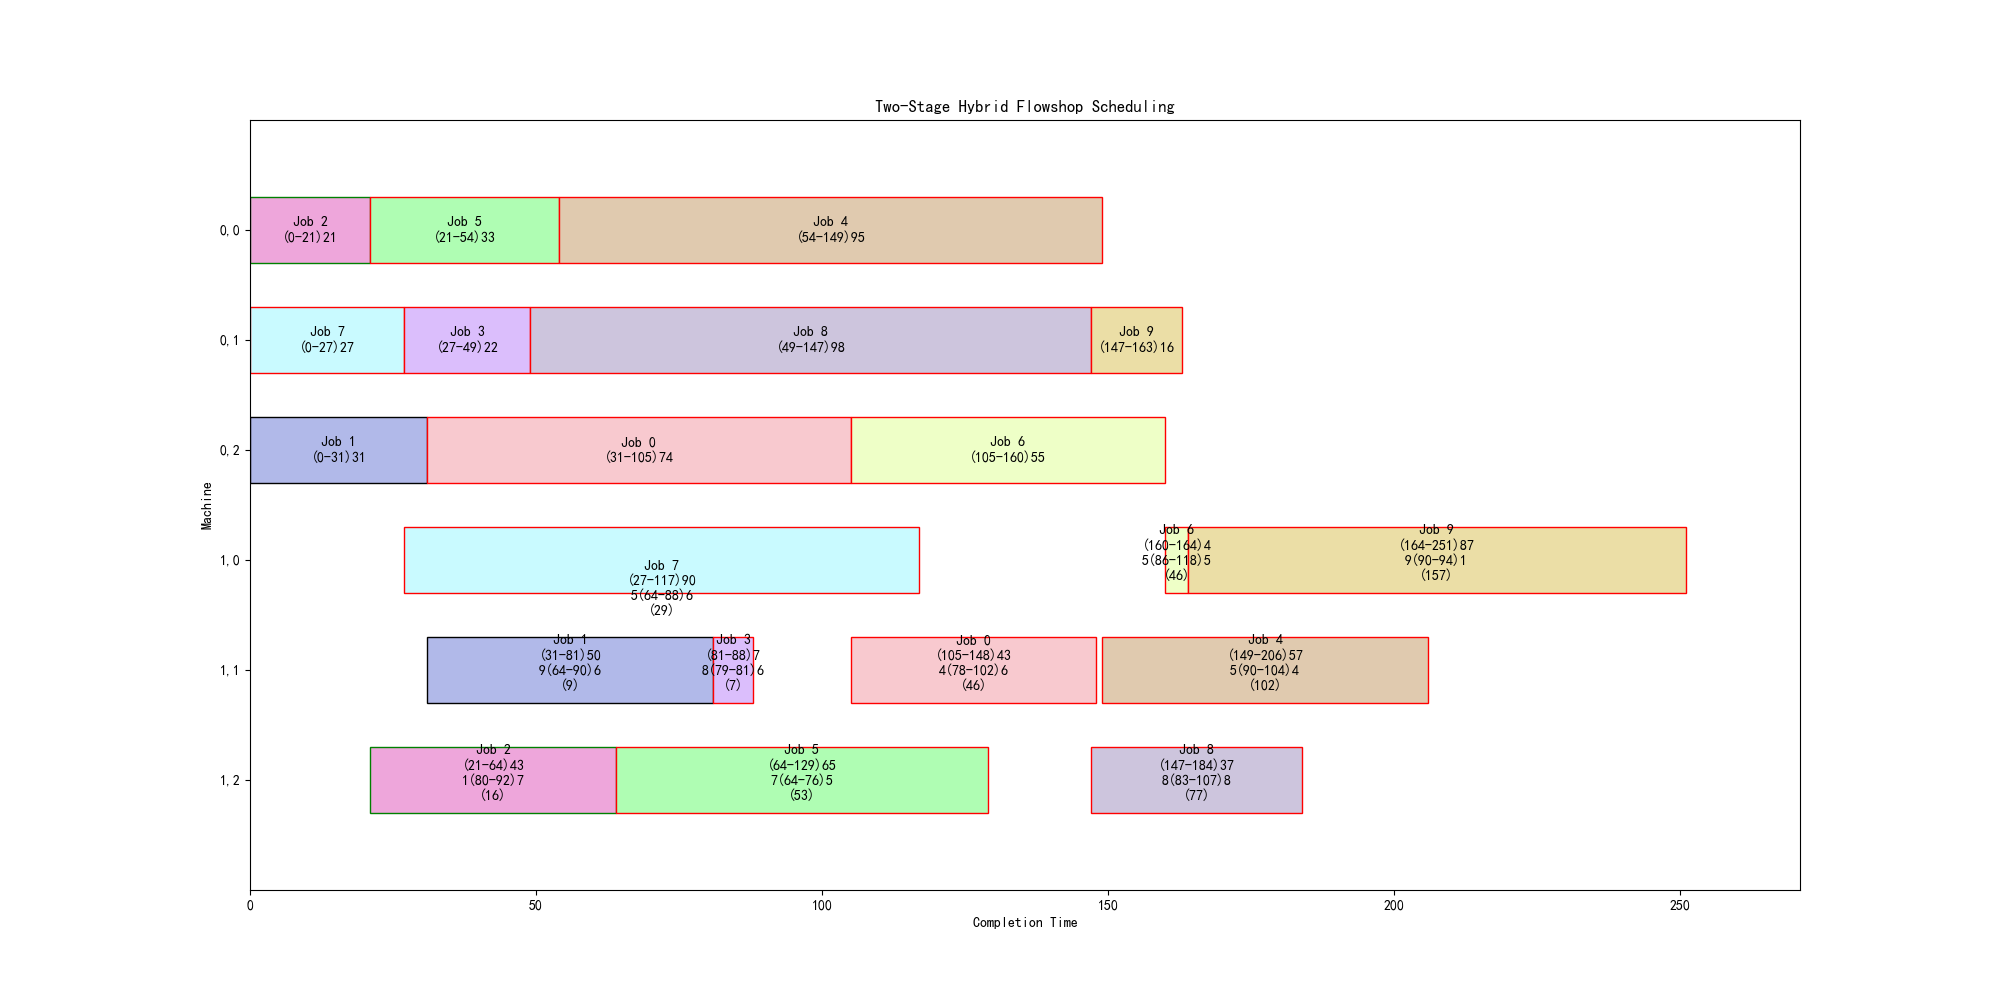 Two-Stage Hybrid Flowshop Scheduling
Machine
0,0
Job 2
(0-21)21
Job 5
(21-54)33
Job 4
(54-149)95
0,1
Job 7
(0-27)27
Job 3
(27-49)22
Job 8
(49-147)98
Job 9
(147-163)16
0,2
Job 1
(0-31)31
Job 0
(31-105)74
Job 6
(105-160)55
1,0
Job 7
(27-117)90
5(64-88)6
(29)
Job 6
(160-164)4
5(86-118)5
(46)
Job 9
(164-251)87
9(90-94)1
(157)
1,1
Job 1
(31-81)50
9(64-90)6
(9)
Job 3
(81-88)7
8(79-81)6
(7)
Job 0
(105-148)43
4(78-102)6
(46)
Job 4
(149-206)57
5(90-104)4
(102)
1,2
Job 2
(21-64)43
1(80-92)7
(16)
Job 5
(64-129)65
7(64-76)5
(53)
Job 8
(147-184)37
8(83-107)8
(77)
0
50
100
150
200
250
Completion Time